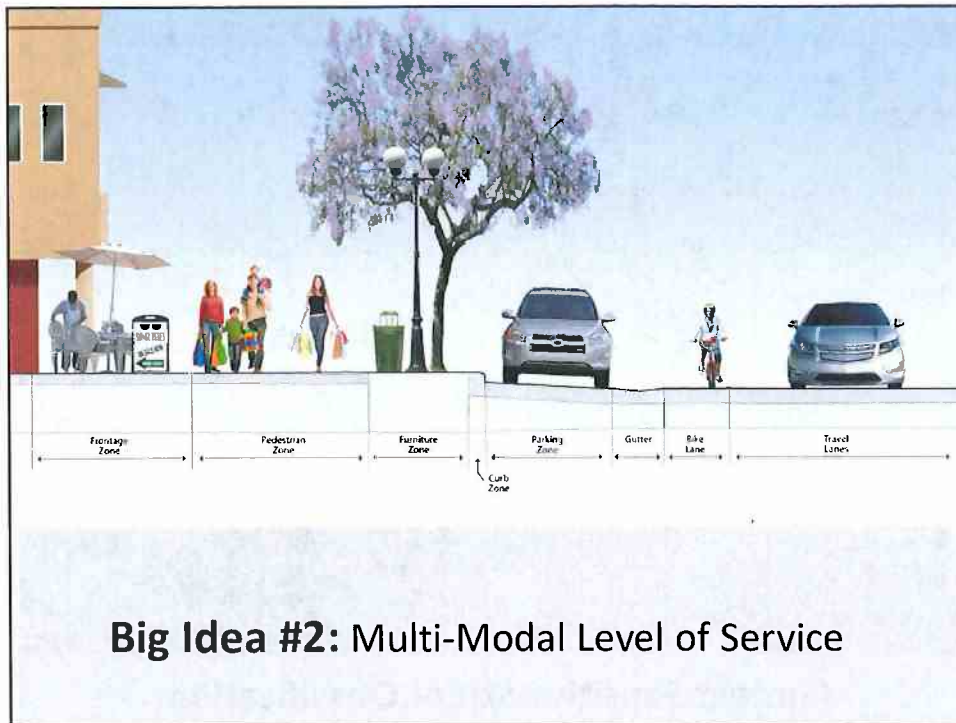 Frontage
Zone
Pedestrian
Zone
Furniture
Zone
Curb
Zone
Parking
Zone
Gutter
Bike
Lane
Travel
Lanes
Big Idea #2: Multi-Modal Level of Service